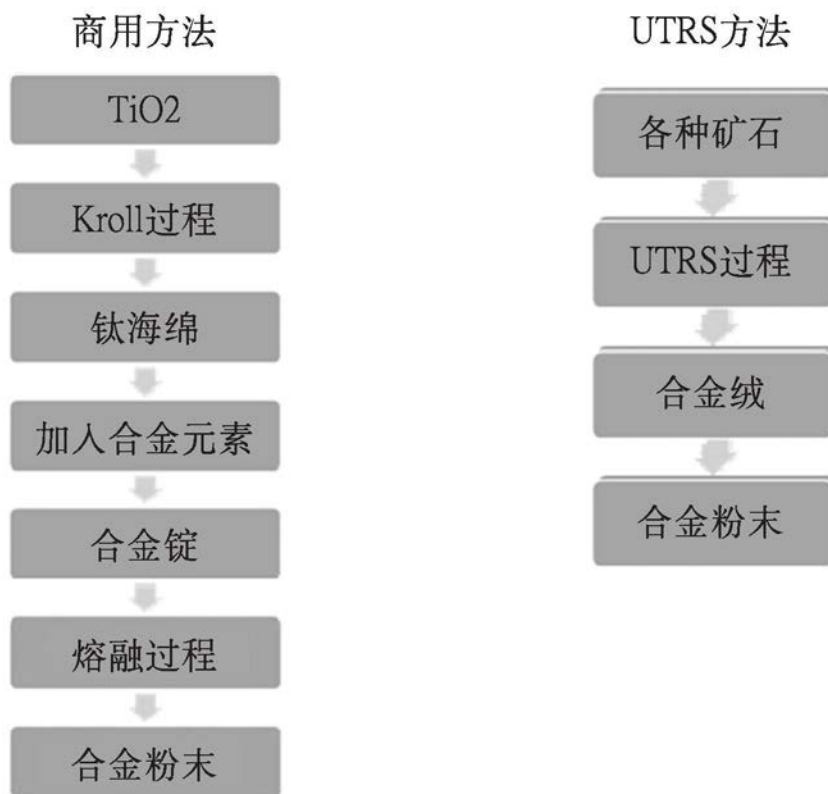 商用方法
TiO2
Kroll过程
钛海绵
加入合金元素
合金锭
熔融过程
合金粉末
UTRS方法
各种矿石
UTRS过程
合金绒
合金粉末